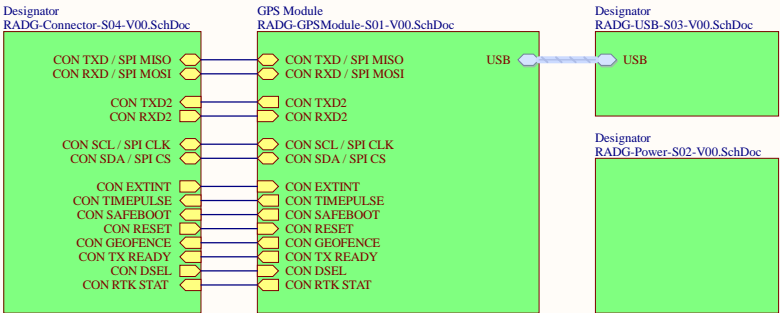 Designator
RADG-Connector-S04-V00.SchDoc
CON TXD / SPI MISO
CON RXD / SPI MOSI
CON TXD2
CON RXD2
CON SCL / SPI CLK
CON SDA / SPI CS
CON EXTINT
CON TIMEPULSE
CON SAFEBOOT
CON RESET
CON GEOFENCE
CON TX READY
CON DSEL
CON RTK STAT
GPS Module
RADG-GPSModule-S01-V00.SchDoc
CON TXD / SPI MISO
CON RXD / SPI MOSI
CON TXD2
CON RXD2
CON SCL / SPI CLK
CON SDA / SPI CS
CON EXTINT
CON TIMEPULSE
CON SAFEBOOT
CON RESET
CON GEOFENCE
CON TX READY
CON DSEL
CON RTK STAT
USB
Designator
RADG-USB-S03-V00.SchDoc
USB
Designator
RADG-Power-S02-V00.SchDoc